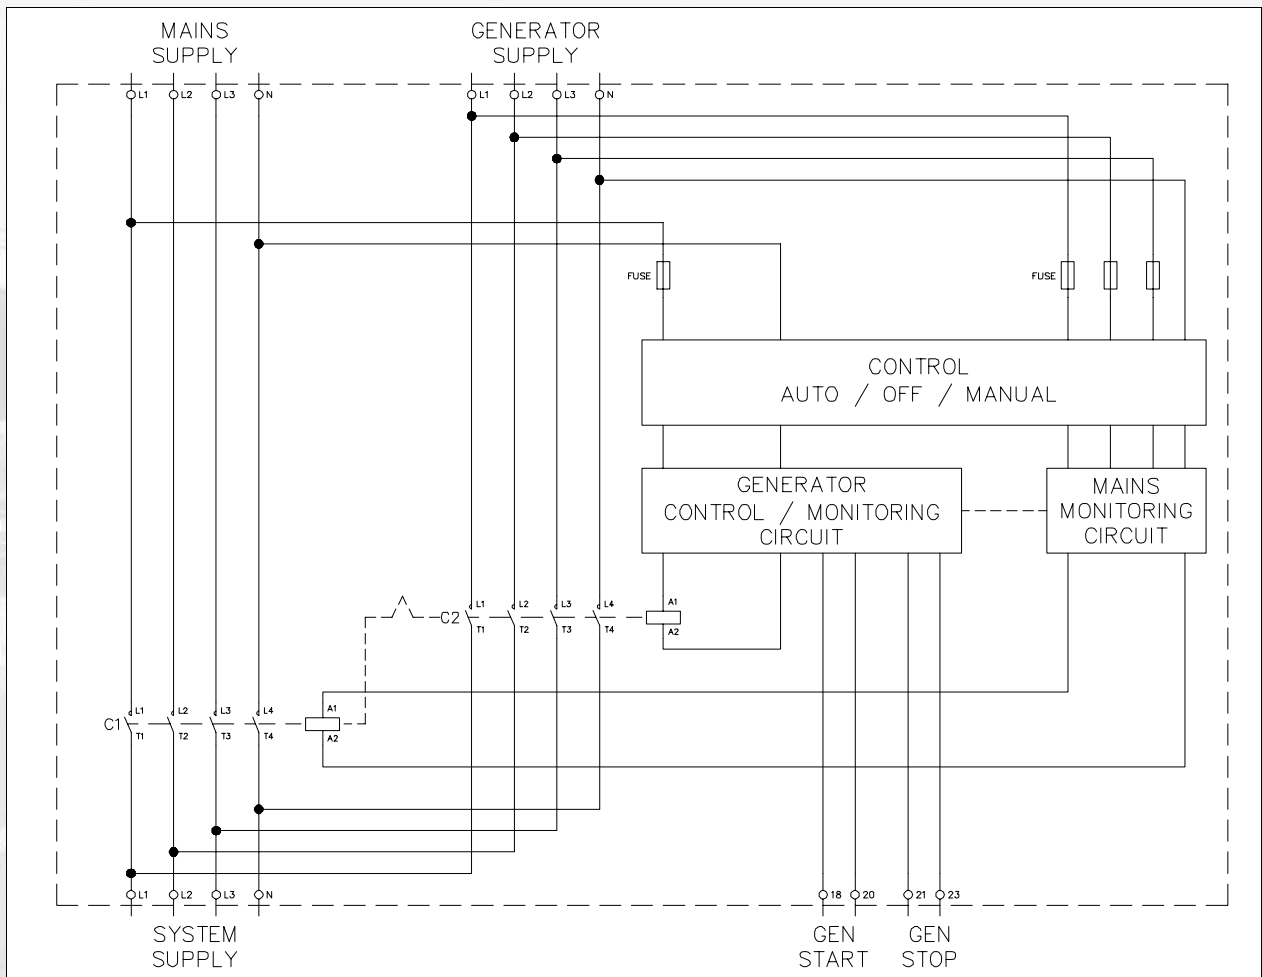 MAINS
SUPPLY
GENERATOR
SUPPLY
L1 L2 L3 N
L1 L2 L3 N
FUSE
FUSE
CONTROL
AUTO / OFF / MANUAL
GENERATOR
CONTROL / MONITORING
CIRCUIT
MAINS
MONITORING
CIRCUIT
C2
L1 L2 L3 L4
A1
T1 T2 T3 T4
A2
C1
L1 L2 L3 L4
A1
T1 T2 T3 T4
A2
L1 L2 L3 N
18 20 21 23
SYSTEM
SUPPLY
GEN
START
GEN
STOP